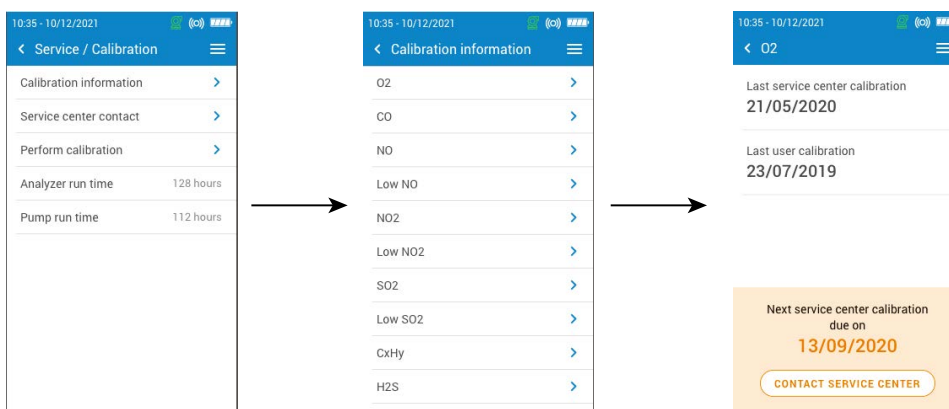 10:35 - 10/12/2021
Service / Calibration
Calibration information
Service center contact
Perform calibration
Analyzer run time 128 hours
Pump run time 112 hours
10:35 - 10/12/2021
Calibration information
O2
CO
NO
Low NO
NO2
Low NO2
SO2
Low SO2
CxHy
H2S
10:35 - 10/12/2021
O2
Last service center calibration
21/05/2020
Last user calibration
23/07/2019
Next service center calibration
due on
13/09/2020
CONTACT SERVICE CENTER